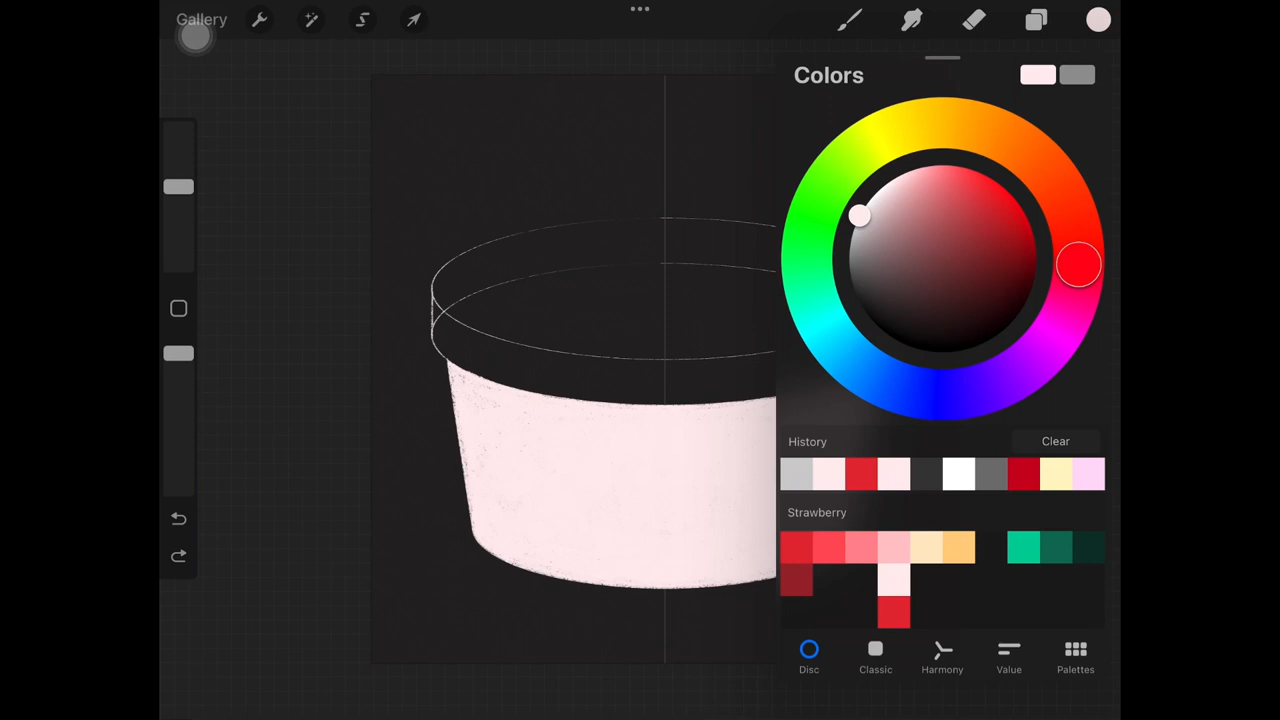 Gallery
Colors
History
Clear
Strawberry
Disc
Classic
Harmony
Value
Palettes